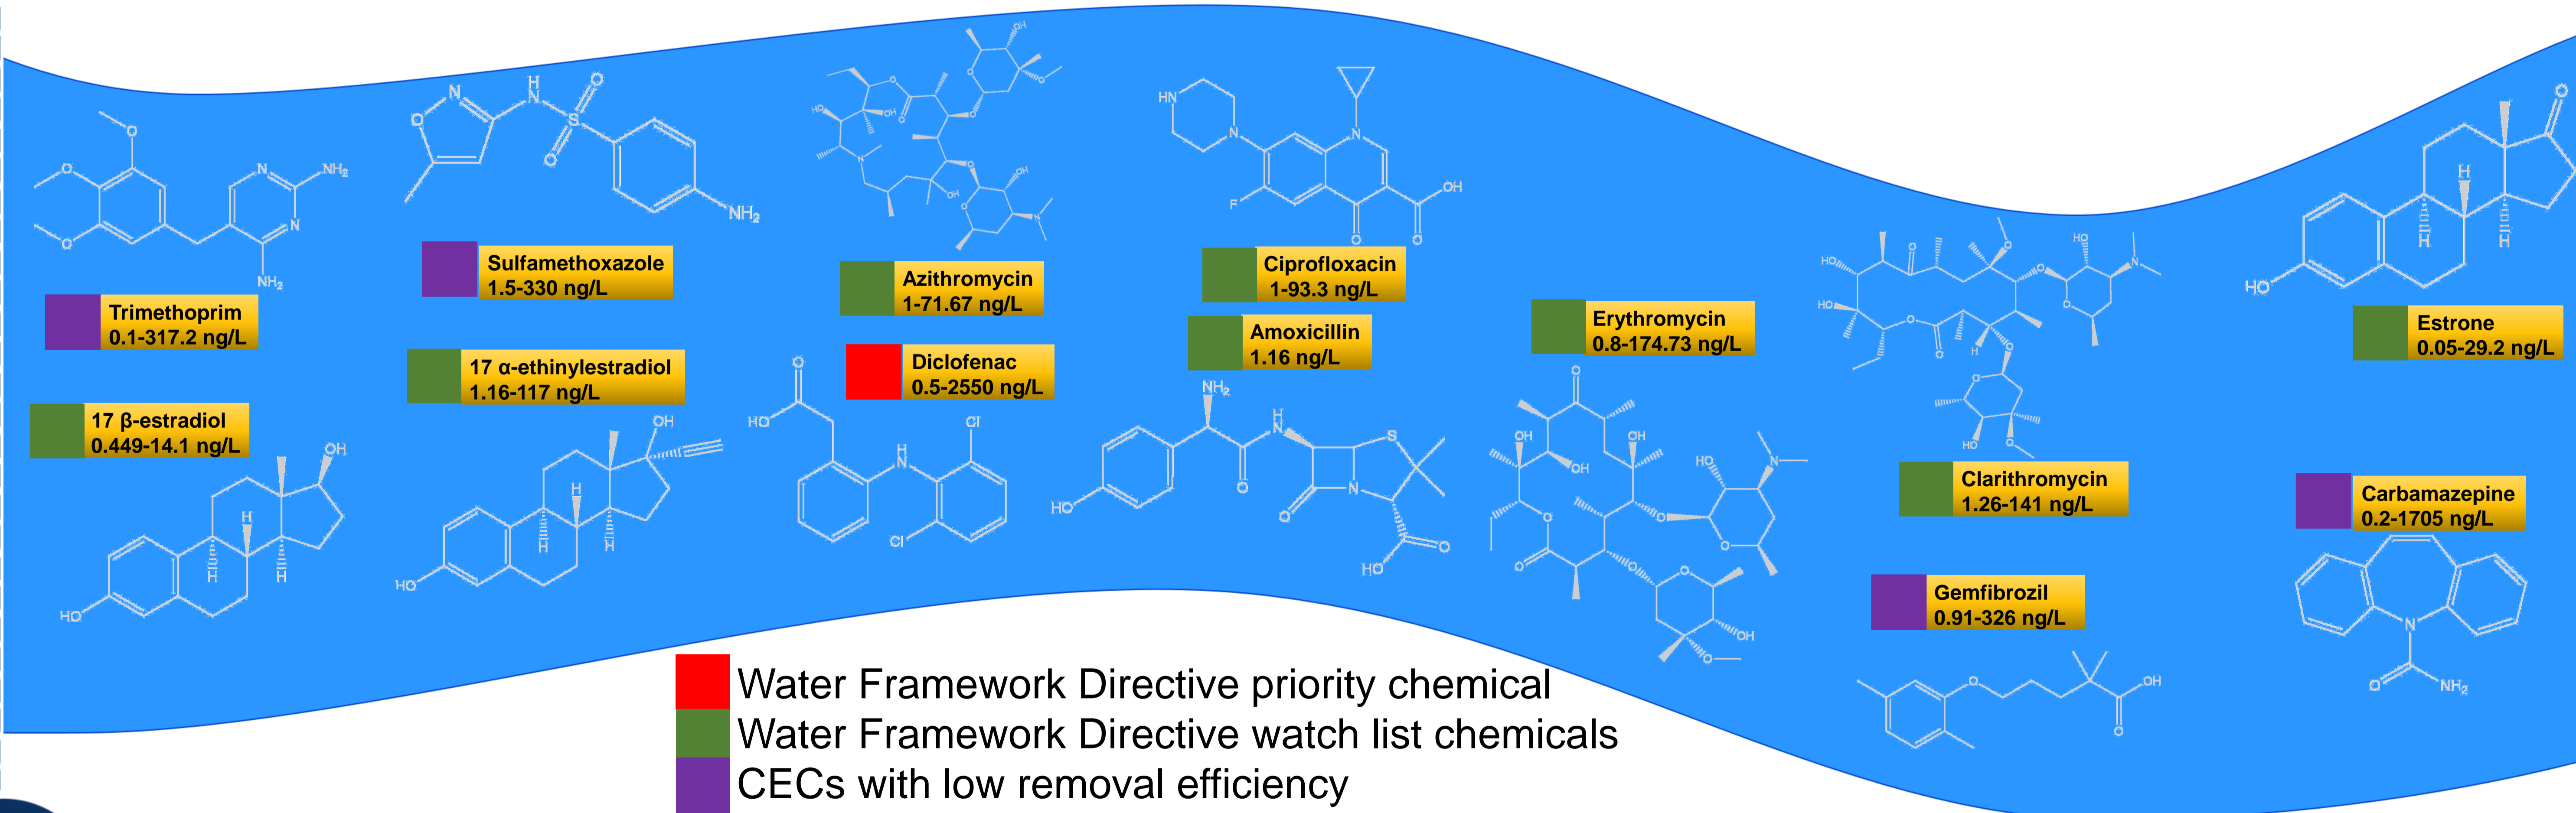 Trimethoprim
0.1-317.2 ng/L
17 β-estradiol
0.449-14.1 ng/L
Sulfamethoxazole
1.5-330 ng/L
17 α-ethinylestradiol
1.16-117 ng/L
Azithromycin
1-71.67 ng/L
Diclofenac
0.5-2550 ng/L
Ciprofloxacin
1-93.3 ng/L
Amoxicillin
1.16 ng/L
Erythromycin
0.8-174.73 ng/L
Clarithromycin
1.26-141 ng/L
Gemfibrozil
0.91-326 ng/L
Estrone
0.05-29.2 ng/L
Carbamazepine
0.2-1705 ng/L
Water Framework Directive priority chemical
Water Framework Directive watch list chemicals
CECs with low removal efficiency